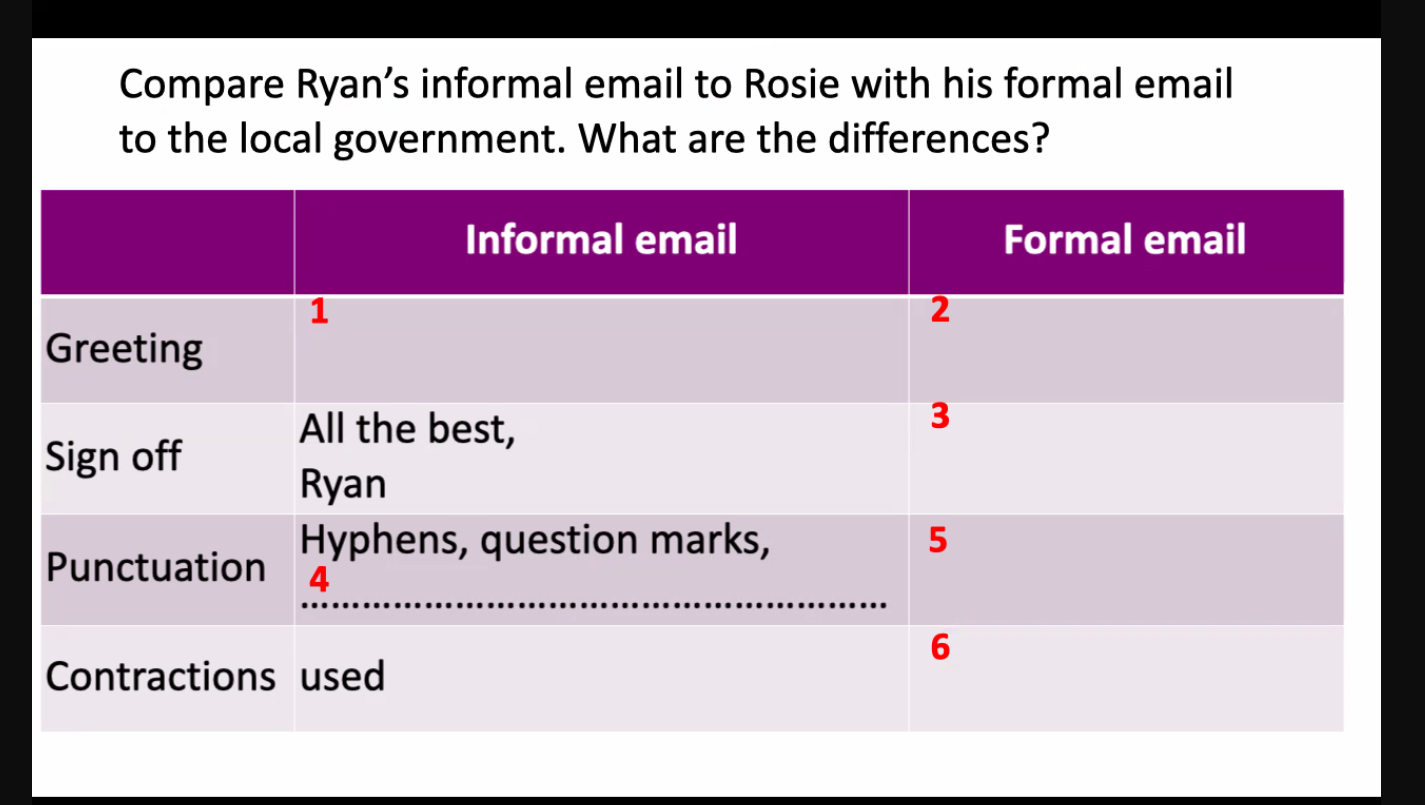 Compare Ryan’s informal email to Rosie with his formal email
to the local government. What are the differences?
Informal email
Formal email
Greeting
1
2
Sign off
All the best,
Ryan
3
Punctuation
Hyphens, question marks,
4
......................................................
5
Contractions
used
6